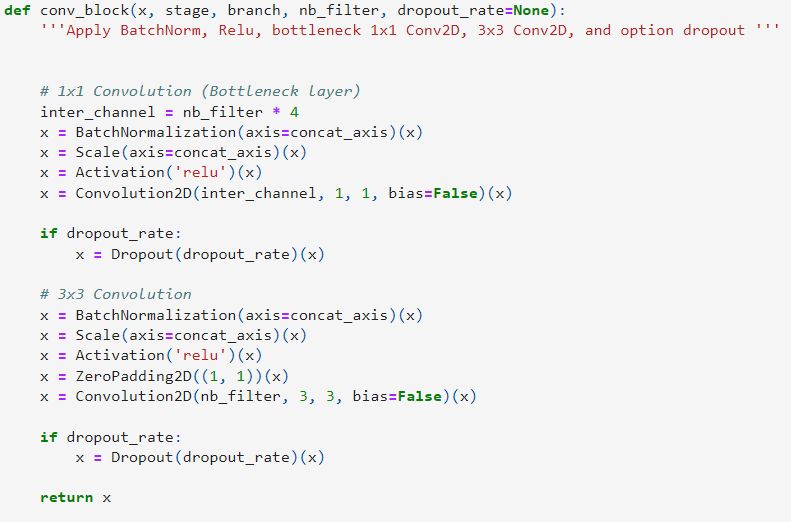 def conv_block(x, stage, branch, nb_filter, dropout_rate=None):
    '''Apply BatchNorm, Relu, bottleneck 1x1 Conv2D, 3x3 Conv2D, and option dropout '''
    # 1x1 Convolution (Bottleneck layer)
    inter_channel = nb_filter * 4
    x = BatchNormalization(axis=concat_axis)(x)
    x = Scale(axis=concat_axis)(x)
    x = Activation('relu')(x)
    x = Convolution2D(inter_channel, 1, 1, bias=False)(x)
    if dropout_rate:
        x = Dropout(dropout_rate)(x)
    # 3x3 Convolution
    x = BatchNormalization(axis=concat_axis)(x)
    x = Scale(axis=concat_axis)(x)
    x = Activation('relu')(x)
    x = ZeroPadding2D((1, 1))(x)
    x = Convolution2D(nb_filter, 3, 3, bias=False)(x)
    if dropout_rate:
        x = Dropout(dropout_rate)(x)
    return x